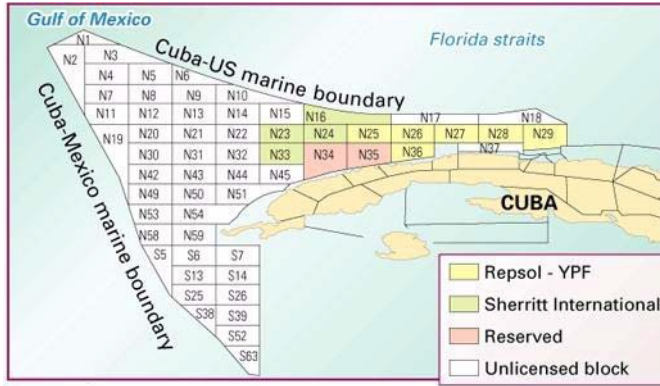 Gulf of Mexico
Florida straits
Cuba-US marine boundary
Cuba-Mexico marine boundary
N1
N2 N3
N4 N5 N6
N7 N8 N9 N10
N11 N12 N13 N14 N15 N16 N17 N18
N19 N20 N21 N22 N23 N24 N25 N26 N27 N28 N29
N30 N31 N32 N33 N34 N35 N36 N37
N42 N43 N44 N45
N49 N50 N51
N53 N54
N58 N59
S5 S6 S7
S13 S14
S25 S26
S38 S39
S52
S63
CUBA
Repsol - YPF
Sherritt International
Reserved
Unlicensed block